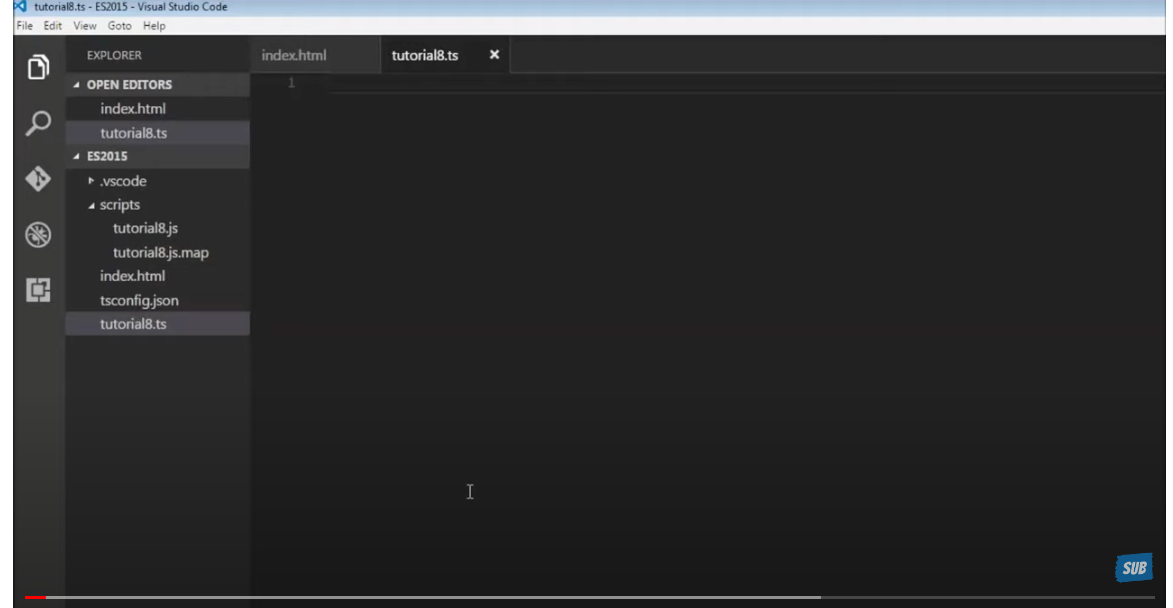 tutorial8.ts - ES2015 - Visual Studio Code
File Edit View Goto Help
EXPLORER
OPEN EDITORS
index.html
tutorial8.ts
ES2015
.vscode
scripts
tutorial8.js
tutorial8.js.map
index.html
tsconfig.json
tutorial8.ts
index.html tutorial8.ts
1
SUB